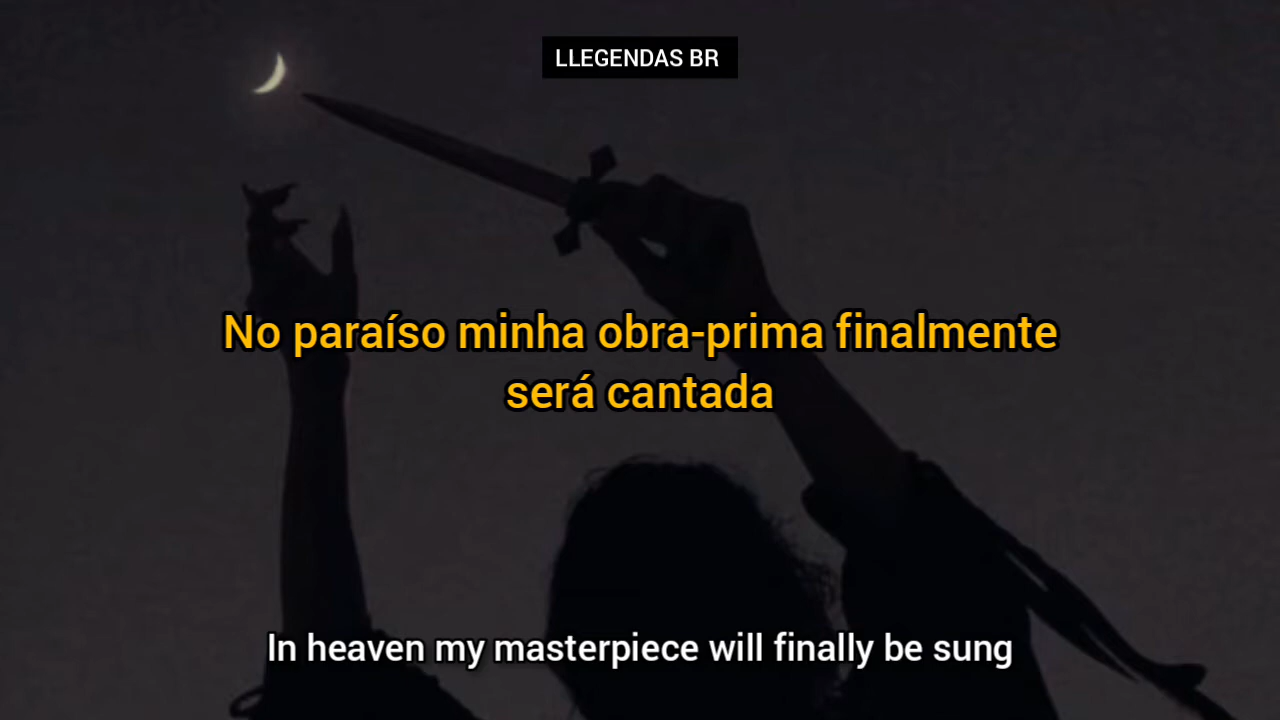 LLEGENDAS BR
No paraíso minha obra-prima finalmente
será cantada
In heaven my masterpiece will finally be sung